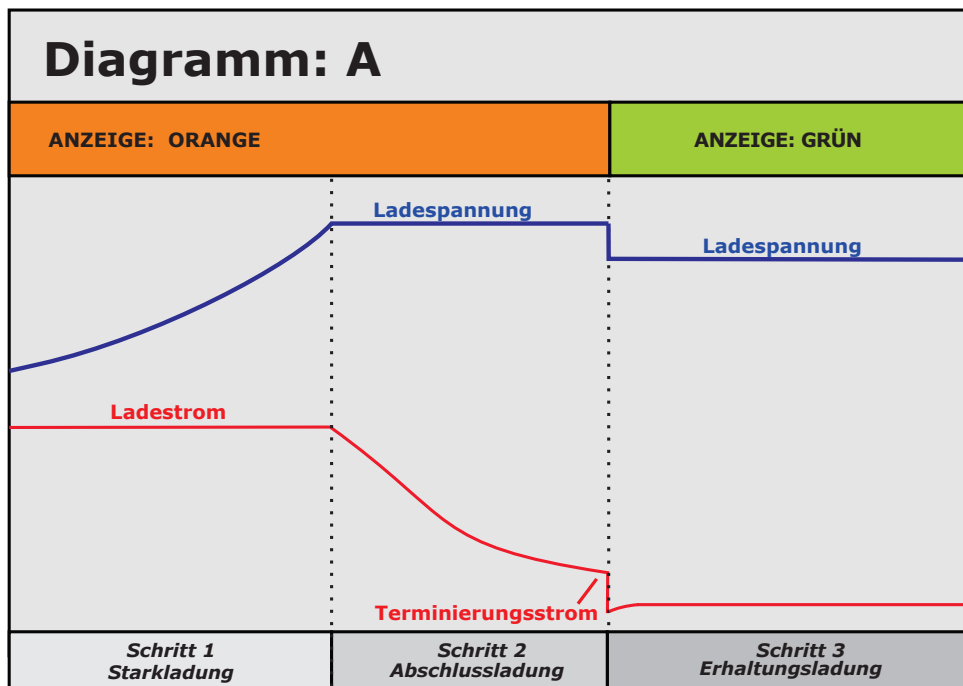 Diagramm: A
ANZEIGE: ORANGE
ANZEIGE: GRÜN
Ladespannung
Ladespannung
Ladestrom
Terminierungsstrom
Schritt 1
Starkladung
Schritt 2
Abschlussladung
Schritt 3
Erhaltungsladung